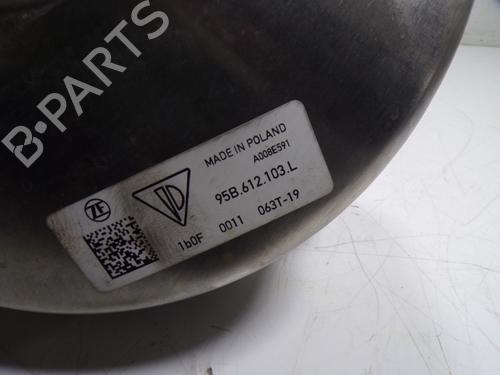 B-PARTS
MADE IN POLAND
A008E591
ZF
95B.612.103.L
1b0F 0011 063T-19